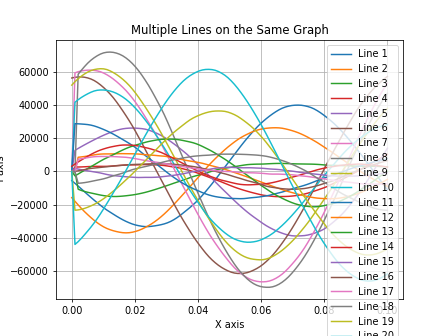 Multiple Lines on the Same Graph
60000
40000
20000
0
−20000
−40000
−60000
0.00
0.02
0.04
0.06
X axis
Line 1
Line 2
Line 3
Line 4
Line 5
Line 6
Line 7
Line 8
Line 9
Line 10
Line 11
Line 12
Line 13
Line 14
Line 15
Line 16
Line 17
Line 18
Line 19